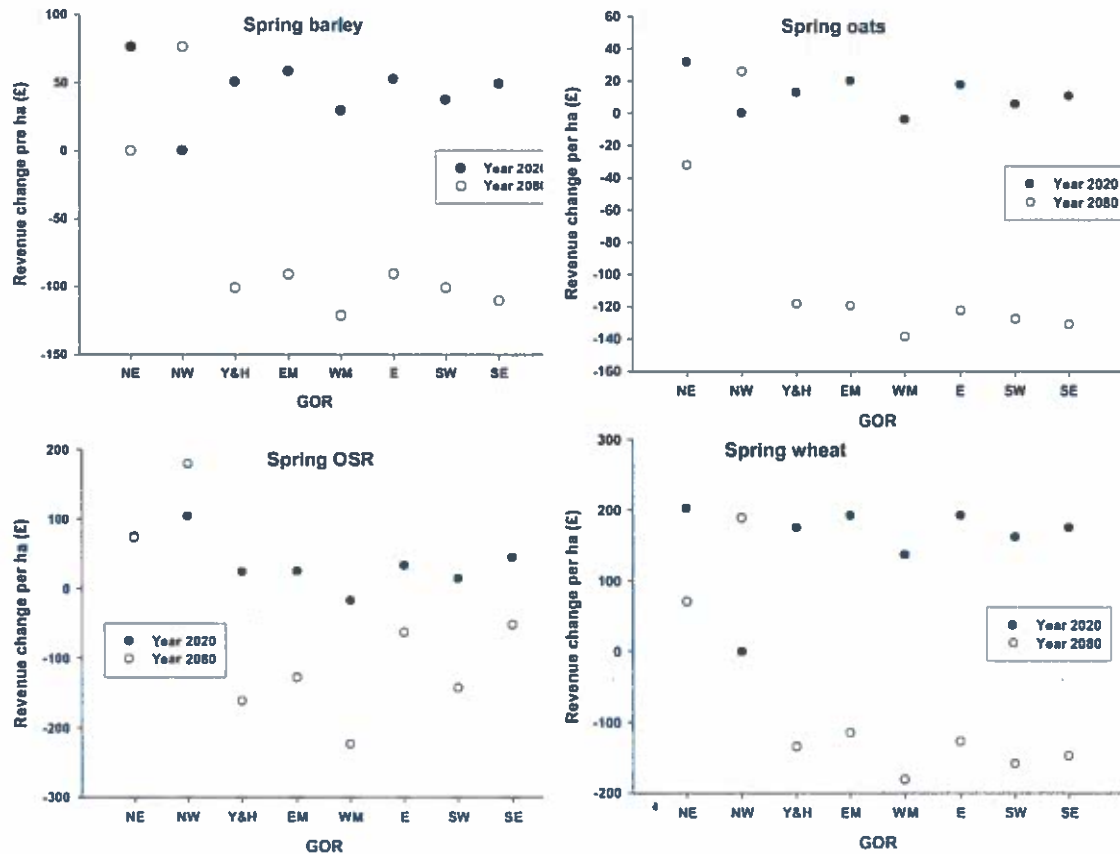 Spring barley
100
50
0
-50
-100
-150
Revenue change pre ha (£)
Year 2020
Year 2080
NE NW Y&H EM WM E SW SE
GOR
Spring oats
60
40
20
0
-20
-40
-60
-80
-100
-120
-140
-160
Revenue change per ha (£)
Year 2020
Year 2080
NE NW Y&H EM WM E SW SE
GOR
Spring OSR
200
100
0
-100
-200
-300
Revenue change per ha (£)
Year 2020
Year 2080
NE NW Y&H EM WM E SW SE
GOR
Spring wheat
300
200
100
0
-100
-200
Revenue change per ha (£)
Year 2020
Year 2080
NE NW Y&H EM WM E SW SE
GOR